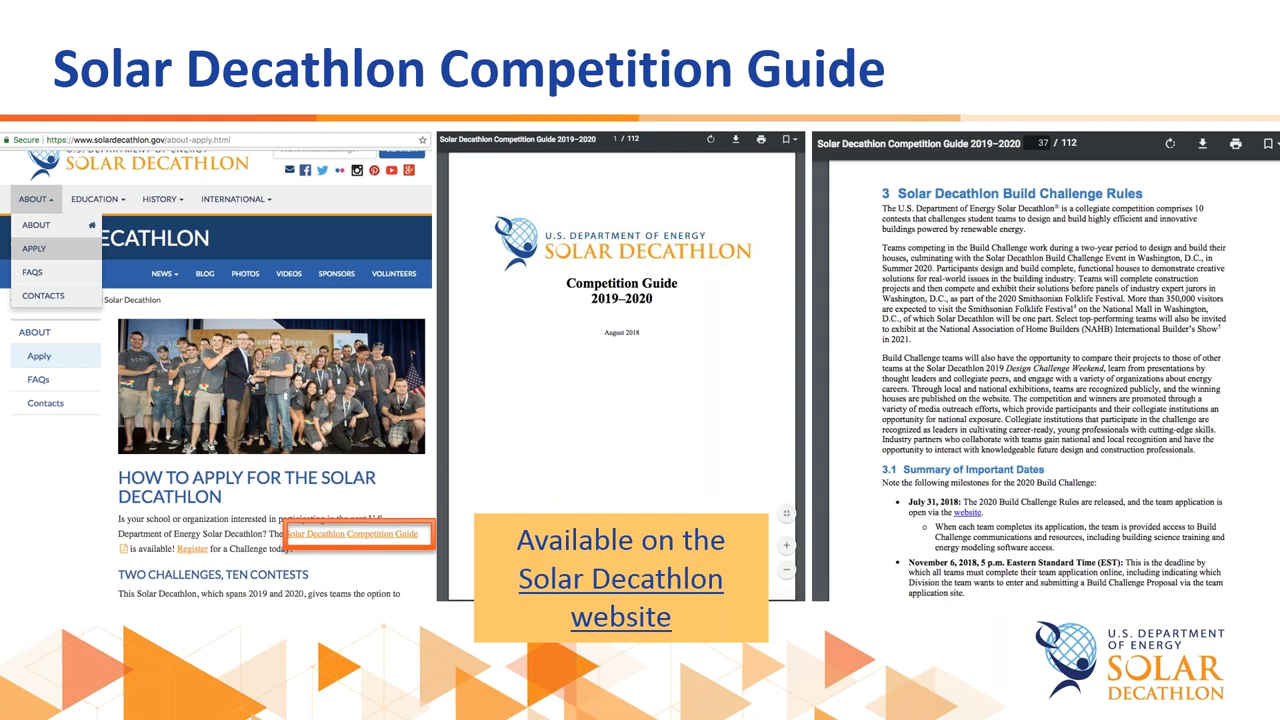 Solar Decathlon Competition Guide
Secure | https://www.solardecathlon.gov/about-apply.html
SOLAR DECATHLON
ABOUT
EDUCATION
HISTORY
INTERNATIONAL
ABOUT
APPLY
FAQS
CONTACTS
ECATHLON
NEWS
BLOG
PHOTOS
VIDEOS
SPONSORS
VOLUNTEERS
Solar Decathlon
ABOUT
Apply
FAQs
Contacts
HOW TO APPLY FOR THE SOLAR
DECATHLON
Is your school or organization interested in participating in the next U.S.
Department of Energy Solar Decathlon? The Solar Decathlon Competition Guide
is available! Register for a Challenge today!
TWO CHALLENGES, TEN CONTESTS
This Solar Decathlon, which spans 2019 and 2020, gives teams the option to
Solar Decathlon Competition Guide 2019–2020
1 / 112
U.S. DEPARTMENT OF ENERGY
SOLAR DECATHLON
Competition Guide
2019–2020
August 2018
Available on the
Solar Decathlon
website
Solar Decathlon Competition Guide 2019–2020
37 / 112
3 Solar Decathlon Build Challenge Rules
The U.S. Department of Energy Solar Decathlon® is a collegiate competition comprises 10
contests that challenges student teams to design and build highly efficient and innovative
buildings powered by renewable energy.
Teams competing in the Build Challenge work during a two-year period to design and build their
houses, culminating with the Solar Decathlon Build Challenge Event in Washington, D.C., in
Summer 2020. Participants design and build complete, functional houses to demonstrate creative
solutions for real-world issues in the building industry. Teams will complete construction
projects and then compete and exhibit their solutions before panels of industry expert jurors in
Washington, D.C., as part of the 2020 Smithsonian Folklife Festival. More than 350,000 visitors
are expected to visit the Smithsonian Folklife Festival⁴ on the National Mall in Washington,
D.C., of which Solar Decathlon will be one part. Select top-performing teams will also be invited
to exhibit at the National Association of Home Builders (NAHB) International Builder's Show⁵
in 2021.
Build Challenge teams will also have the opportunity to compare their projects to those of other
teams at the Solar Decathlon 2019 Design Challenge Weekend, learn from presentations by
thought leaders and collegiate peers, and engage with a variety of organizations about energy
careers. Through local and national exhibitions, teams are recognized publicly, and the winning
houses are published on the website. The competition and winners are promoted through a
variety of media outreach efforts, which provide participants and their collegiate institutions an
opportunity for national exposure. Collegiate institutions that participate in the challenge are
recognized as leaders in cultivating career-ready, young professionals with cutting-edge skills.
Industry partners who collaborate with teams gain national and local recognition and have the
opportunity to interact with knowledgeable future design and construction professionals.
3.1 Summary of Important Dates
Note the following milestones for the 2020 Build Challenge:
• July 31, 2018: The 2020 Build Challenge Rules are released, and the team application is
open via the website.
○ When each team completes its application, the team is provided access to Build
Challenge communications and resources, including building science training and
energy modeling software access.
• November 6, 2018, 5 p.m. Eastern Standard Time (EST): This is the deadline by
which all teams must complete their team application online, including indicating which
Division the team wants to enter and submitting a Build Challenge Proposal via the team
application site.
U.S. DEPARTMENT
OF ENERGY
SOLAR
DECATHLON